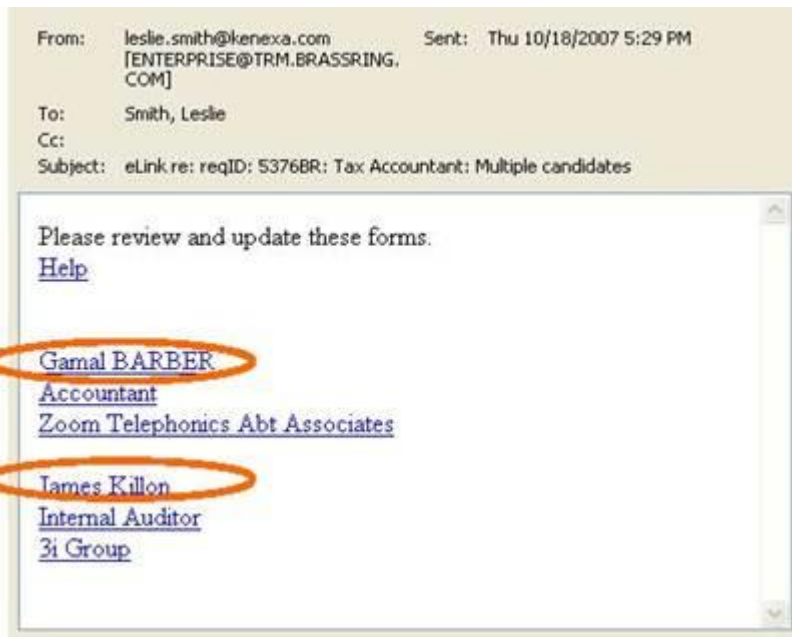 From: leslie.smith@kenexa.com Sent: Thu 10/18/2007 5:29 PM
[ENTERPRISE@TRM.BRASSRING.
COM]
To: Smith, Leslie
Cc:
Subject: eLink re: reqID: 5376BR: Tax Accountant: Multiple candidates
Please review and update these forms.
Help
Gamal BARBER
Accountant
Zoom Telephonics Abt Associates
James Killon
Internal Auditor
3i Group